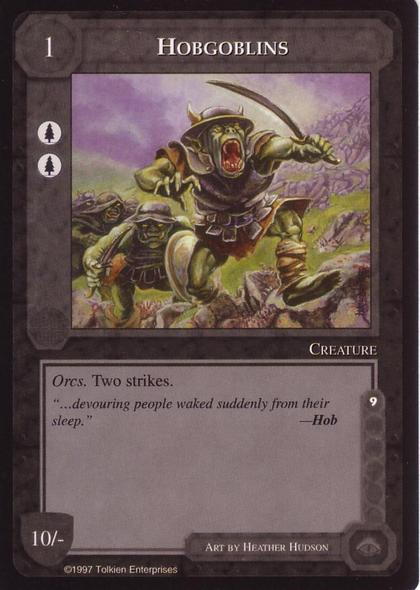 1
HOBGOBLINS
CREATURE
Orcs. Two strikes.
"...devouring people waked suddenly from their
sleep." —Hob
9
10/-
ART BY HEATHER HUDSON
©1997 Tolkien Enterprises